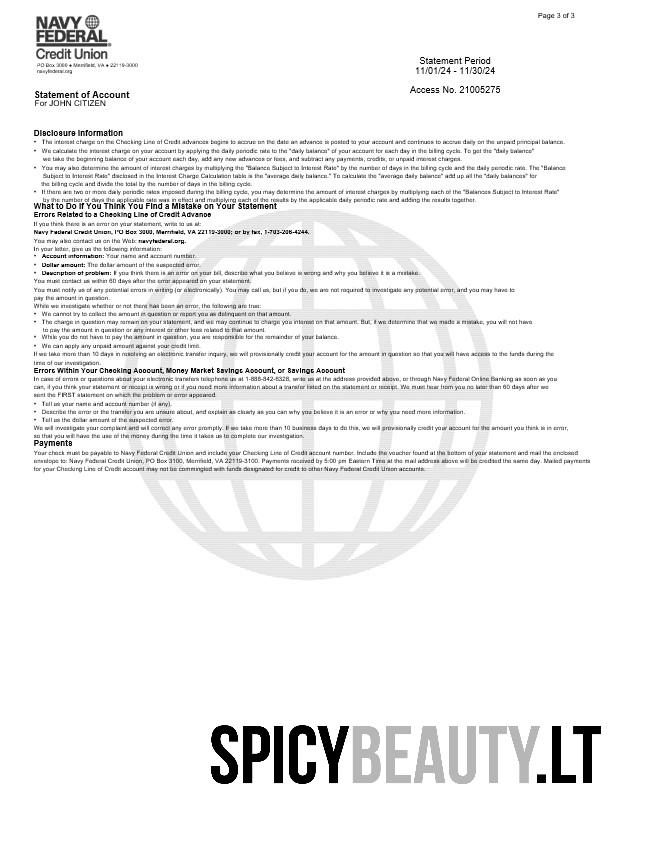 Page 3 of 3
NAVY
FEDERAL
Credit Union
PO Box 3000 • Merrifield, VA • 22119-3000
navyfederal.org
Statement Period
11/01/24 - 11/30/24
Access No. 21005275
Statement of Account
For JOHN CITIZEN
Disclosure Information
• The interest charge on the Checking Line of Credit advances begins to accrue on the date an advance is posted to your account and continues to accrue daily on the unpaid principal balance.
• We calculate the interest charge on your account by applying the daily periodic rate to the "daily balance" of your account for each day in the billing cycle. To get the "daily balance"
we take the beginning balance of your account each day, add any new advances or fees, and subtract any payments, credits, or unpaid interest charges.
• You may also determine the amount of interest charges by multiplying the "Balance Subject to Interest Rate" by the number of days in the billing cycle and the daily periodic rate. The "Balance
Subject to Interest Rate" disclosed in the Interest Charge Calculation table is the "average daily balance." To calculate the "average daily balance" add up all the "daily balances" for
the billing cycle and divide the total by the number of days in the billing cycle.
• If there are two or more daily periodic rates imposed during the billing cycle, you may determine the amount of interest charges by multiplying each of the "Balances Subject to Interest Rate"
by the number of days the applicable rate was in effect and multiplying each of the results by the applicable daily periodic rate and adding the results together.
What to Do If You Think You Find a Mistake on Your Statement
Errors Related to a Checking Line of Credit Advance
If you think there is an error on your statement, write to us at:
Navy Federal Credit Union, PO Box 3000, Merrifield, VA 22119-3000; or by fax, 1-703-206-4244.
You may also contact us on the Web: navyfederal.org.
In your letter, give us the following information:
• Account information: Your name and account number.
• Dollar amount: The dollar amount of the suspected error.
• Description of problem: If you think there is an error on your bill, describe what you believe is wrong and why you believe it is a mistake.
You must contact us within 60 days after the error appeared on your statement.
You must notify us of any potential errors in writing (or electronically). You may call us, but if you do, we are not required to investigate any potential error, and you may have to
pay the amount in question.
While we investigate whether or not there has been an error, the following are true:
• We cannot try to collect the amount in question or report you as delinquent on that amount.
• The charge in question may remain on your statement, and we may continue to charge you interest on that amount. But, if we determine that we made a mistake, you will not have
to pay the amount in question or any interest or other fees related to that amount.
• While you do not have to pay the amount in question, you are responsible for the remainder of your balance.
• We can apply any unpaid amount against your credit limit.
If we take more than 10 days in resolving an electronic transfer inquiry, we will provisionally credit your account for the amount in question so that you will have access to the funds during the
time of our investigation.
Errors Within Your Checking Account, Money Market Savings Account, or Savings Account
In case of errors or questions about your electronic transfers telephone us at 1-888-842-6328, write us at the address provided above, or through Navy Federal Online Banking as soon as you
can, if you think your statement or receipt is wrong or if you need more information about a transfer listed on the statement or receipt. We must hear from you no later than 60 days after we
sent the FIRST statement on which the problem or error appeared.
• Tell us your name and account number (if any).
• Describe the error or the transfer you are unsure about, and explain as clearly as you can why you believe it is an error or why you need more information.
• Tell us the dollar amount of the suspected error.
We will investigate your complaint and will correct any error promptly. If we take more than 10 business days to do this, we will provisionally credit your account for the amount you think is in error,
so that you will have the use of the money during the time it takes us to complete our investigation.
Payments
Your check must be payable to Navy Federal Credit Union and include your Checking Line of Credit account number. Include the voucher found at the bottom of your statement and mail the enclosed
envelope to: Navy Federal Credit Union, PO Box 3100, Merrifield, VA 22119-3100. Payments received by 5:00 pm Eastern Time at the mail address above will be credited the same day. Mailed payments
for your Checking Line of Credit account may not be commingled with funds designated for credit to other Navy Federal Credit Union accounts.
SPICYBEAUTY.LT